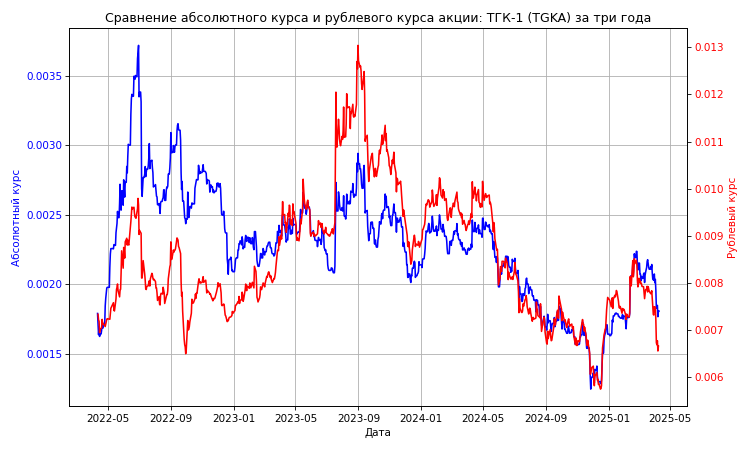 Сравнение абсолютного курса и рублевого курса акции: ТГК-1 (TGKA) за три года
0.0035
0.0030
0.0025
0.0020
0.0015
Абсолютный курс
0.013
0.012
0.011
0.010
0.009
0.008
0.007
0.006
Рублевый курс
2022-05 2022-09 2023-01 2023-05 2023-09 2024-01 2024-05 2024-09 2025-01 2025-05
Дата